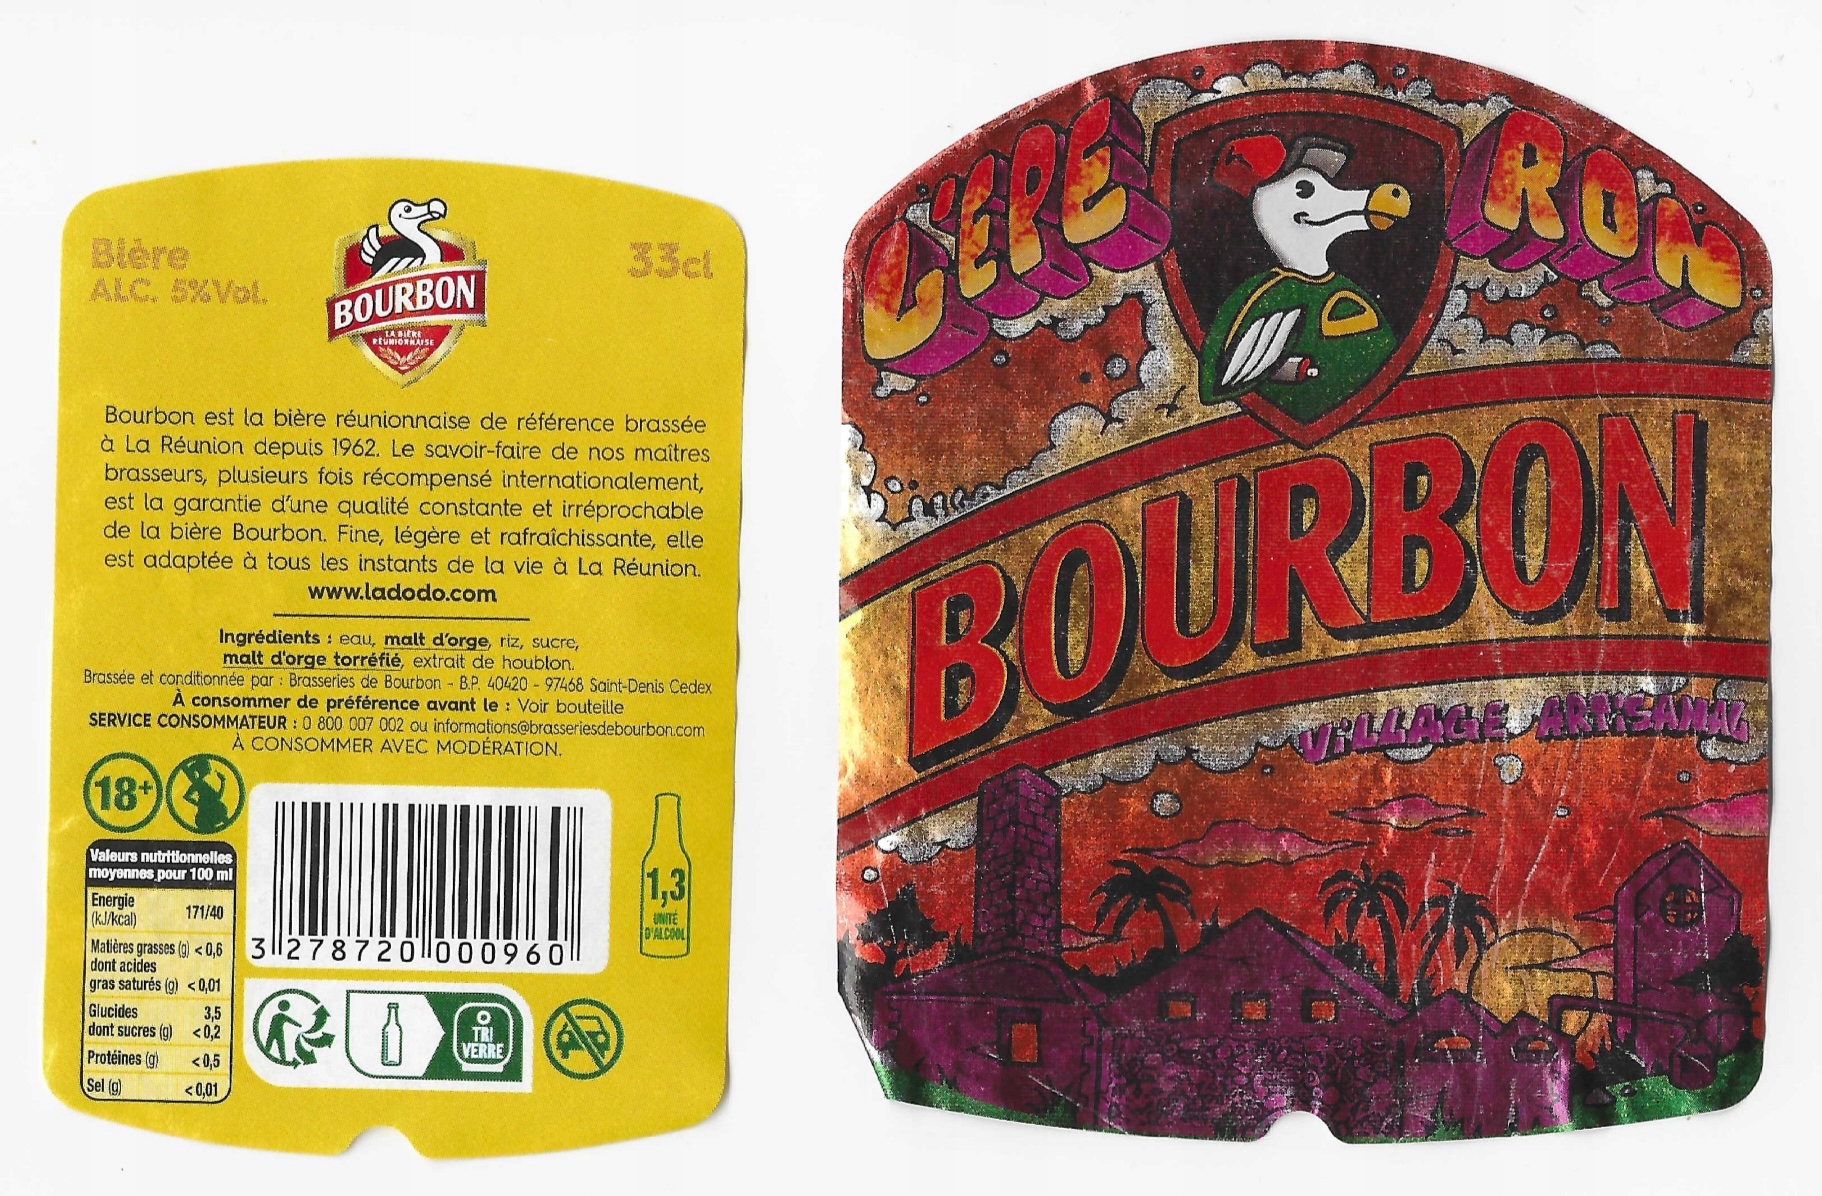 Bière
ALC. 5%Vol.
33cl
BOURBON
LA BIÈRE
RÉUNIONNAISE
Bourbon est la bière réunionnaise de référence brassée
à La Réunion depuis 1962. Le savoir-faire de nos maîtres
brasseurs, plusieurs fois récompensé internationalement,
est la garantie d'une qualité constante et irréprochable
de la bière Bourbon. Fine, légère et rafraîchissante, elle
est adaptée à tous les instants de la vie à La Réunion.
www.ladodo.com
Ingrédients : eau, malt d'orge, riz, sucre,
malt d'orge torréfié, extrait de houblon.
Brassée et conditionnée par : Brasseries de Bourbon - B.P. 40420 - 97468 Saint-Denis Cedex
À consommer de préférence avant le : Voir bouteille
SERVICE CONSOMMATEUR : 0 800 007 002 ou informations@brasseriesdebourbon.com
À CONSOMMER AVEC MODÉRATION.
18+
Valeurs nutritionnelles
moyennes pour 100 ml
Energie
(kJ/kcal) 171/40
Matières grasses (g) < 0,6
dont acides
gras saturés (g) < 0,01
Glucides 3,5
dont sucres (g) < 0,2
Protéines (g) < 0,5
Sel (g) < 0,01
3 278720 000960
1,3
UNITÉ
D'ALCOOL
TRI
VERRE
L'ÉPERON
D
BOURBON
ViLLAGE ARTiSANAL